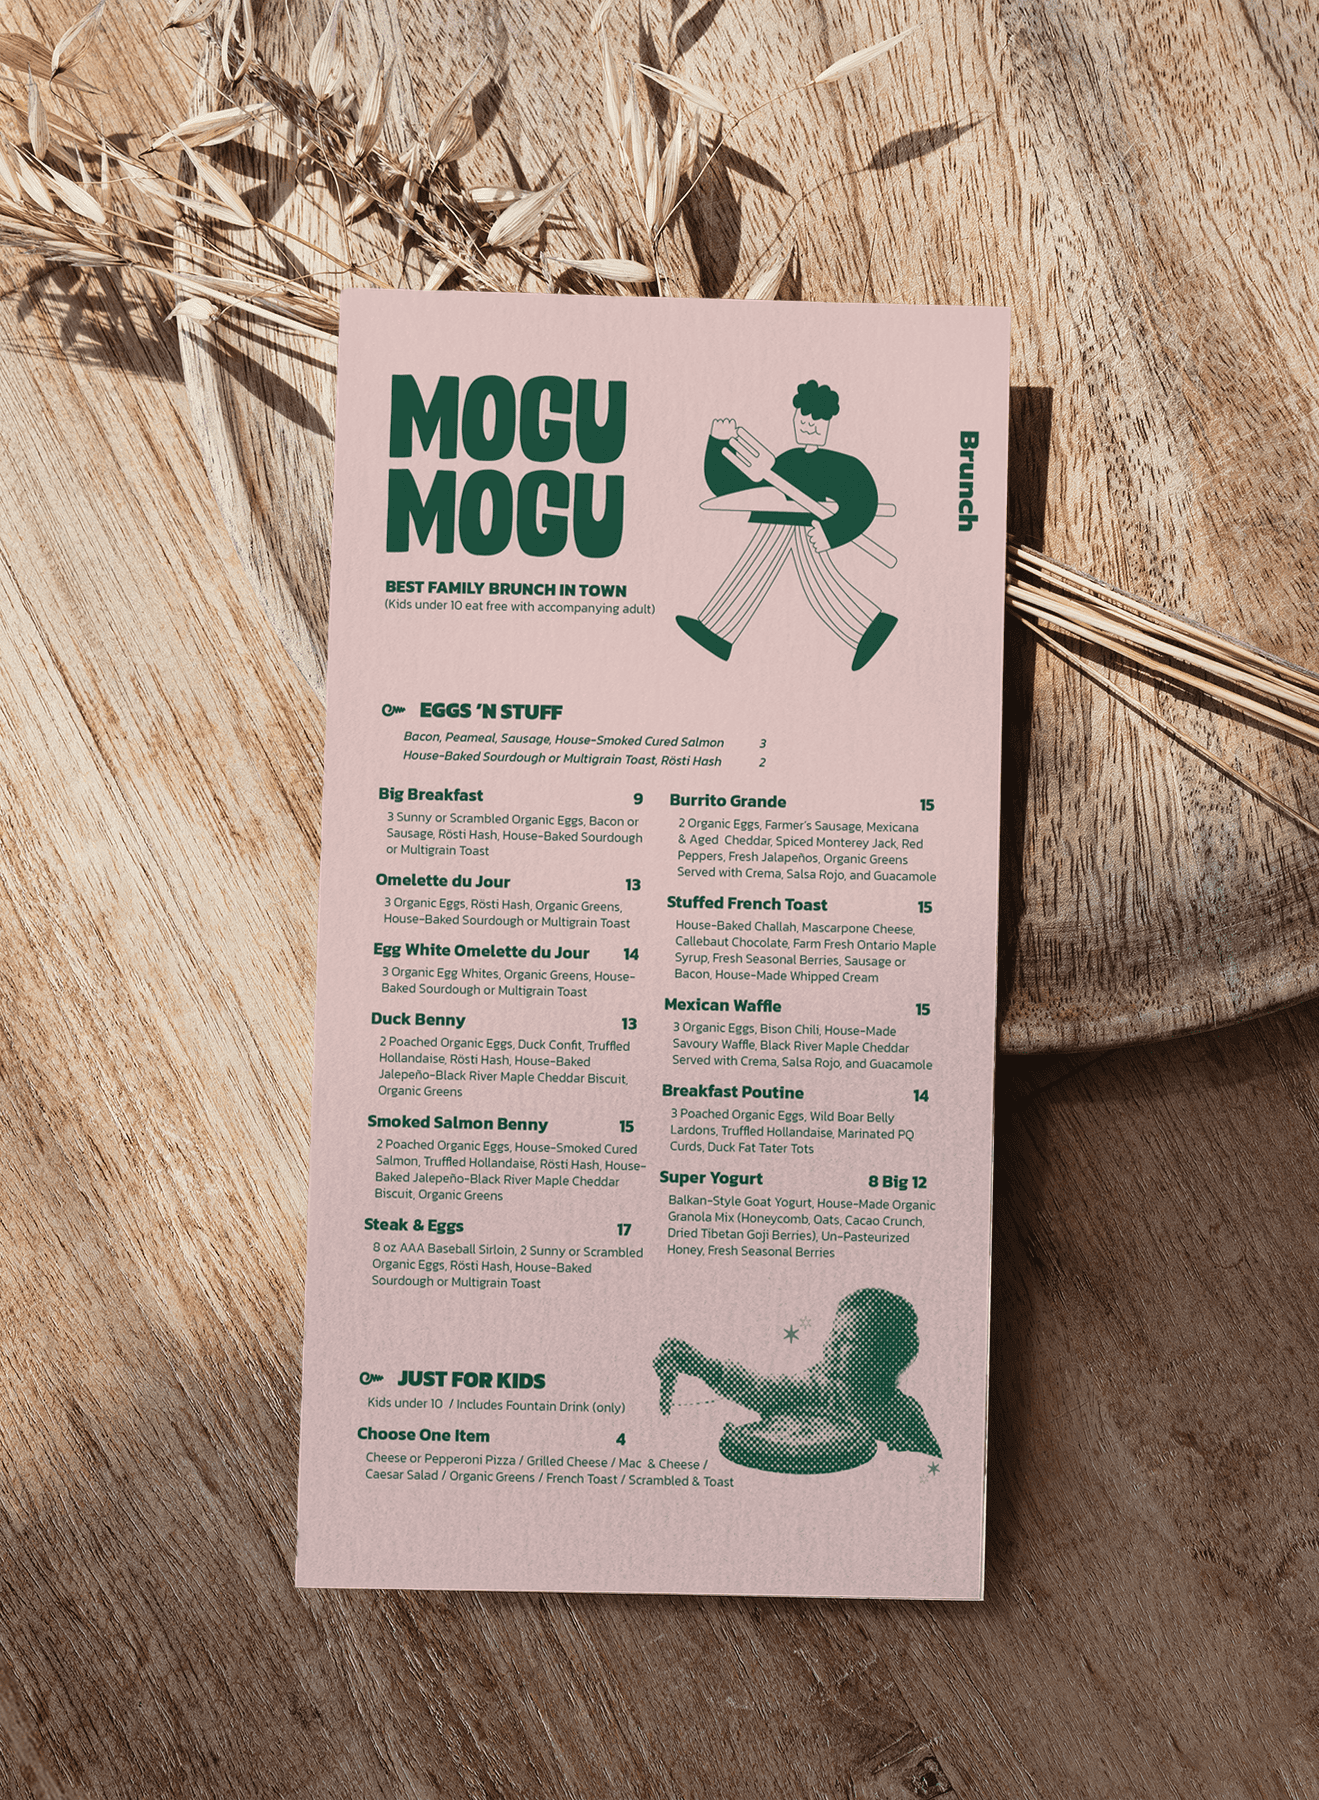 MOGU
MOGU
BEST FAMILY BRUNCH IN TOWN
(Kids under 10 eat free with accompanying adult)
Brunch
EGGS 'N STUFF
Bacon, Peameal, Sausage, House-Smoked Cured Salmon 3
House-Baked Sourdough or Multigrain Toast, Rösti Hash 2
Big Breakfast 9
3 Sunny or Scrambled Organic Eggs, Bacon or
Sausage, Rösti Hash, House-Baked Sourdough
or Multigrain Toast
Omelette du Jour 13
3 Organic Eggs, Rösti Hash, Organic Greens,
House-Baked Sourdough or Multigrain Toast
Egg White Omelette du Jour 14
3 Organic Egg Whites, Organic Greens, House-
Baked Sourdough or Multigrain Toast
Duck Benny 13
2 Poached Organic Eggs, Duck Confit, Truffled
Hollandaise, Rösti Hash, House-Baked
Jalepeño-Black River Maple Cheddar Biscuit,
Organic Greens
Smoked Salmon Benny 15
2 Poached Organic Eggs, House-Smoked Cured
Salmon, Truffled Hollandaise, Rösti Hash, House-
Baked Jalepeño-Black River Maple Cheddar
Biscuit, Organic Greens
Steak & Eggs 17
8 oz AAA Baseball Sirloin, 2 Sunny or Scrambled
Organic Eggs, Rösti Hash, House-Baked
Sourdough or Multigrain Toast
Burrito Grande 15
2 Organic Eggs, Farmer's Sausage, Mexicana
& Aged Cheddar, Spiced Monterey Jack, Red
Peppers, Fresh Jalapeños, Organic Greens
Served with Crema, Salsa Rojo, and Guacamole
Stuffed French Toast 15
House-Baked Challah, Mascarpone Cheese,
Callebaut Chocolate, Farm Fresh Ontario Maple
Syrup, Fresh Seasonal Berries, Sausage or
Bacon, House-Made Whipped Cream
Mexican Waffle 15
3 Organic Eggs, Bison Chili, House-Made
Savoury Waffle, Black River Maple Cheddar
Served with Crema, Salsa Rojo, and Guacamole
Breakfast Poutine 14
3 Poached Organic Eggs, Wild Boar Belly
Lardons, Truffled Hollandaise, Marinated PQ
Curds, Duck Fat Tater Tots
Super Yogurt 8 Big 12
Balkan-Style Goat Yogurt, House-Made Organic
Granola Mix (Honeycomb, Oats, Cacao Crunch,
Dried Tibetan Goji Berries), Un-Pasteurized
Honey, Fresh Seasonal Berries
JUST FOR KIDS
Kids under 10 / Includes Fountain Drink (only)
Choose One Item 4
Cheese or Pepperoni Pizza / Grilled Cheese / Mac & Cheese /
Caesar Salad / Organic Greens / French Toast / Scrambled & Toast